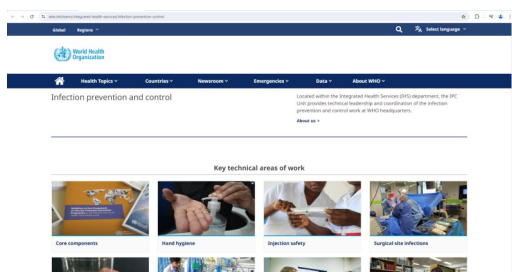 who.int/teams/integrated-health-services/infection-prevention-control
Global Regions Select language
World Health
Organization
Health Topics Countries Newsroom Emergencies Data About WHO
Infection prevention and control
Located within the Integrated Health Services (IHS) department, the IPC
Unit provides technical leadership and coordination of the infection
prevention and control work at WHO headquarters.
About us >
Key technical areas of work
Core components
Hand hygiene
Injection safety
Surgical site infections